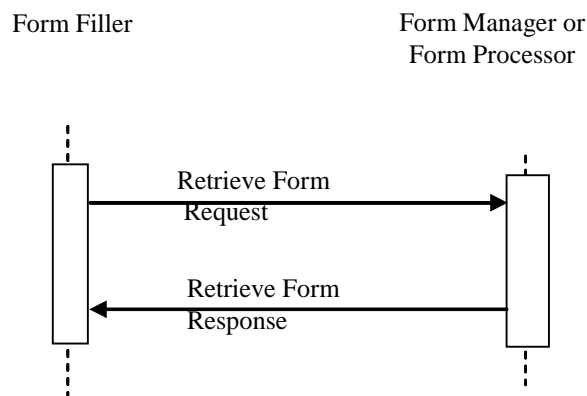 Form Filler
Form Manager or
Form Processor
Retrieve Form
Request
Retrieve Form
Response